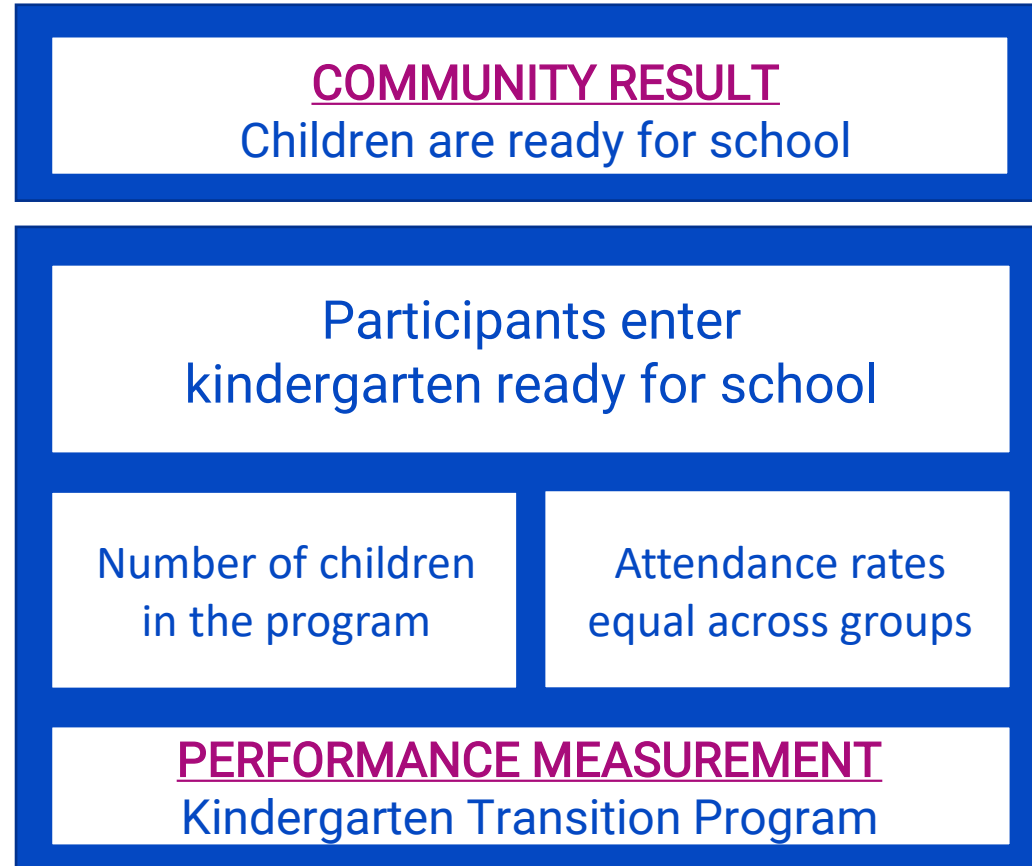 COMMUNITY RESULT
Children are ready for school
Participants enter
kindergarten ready for school
Number of children
in the program
Attendance rates
equal across groups
PERFORMANCE MEASUREMENT
Kindergarten Transition Program